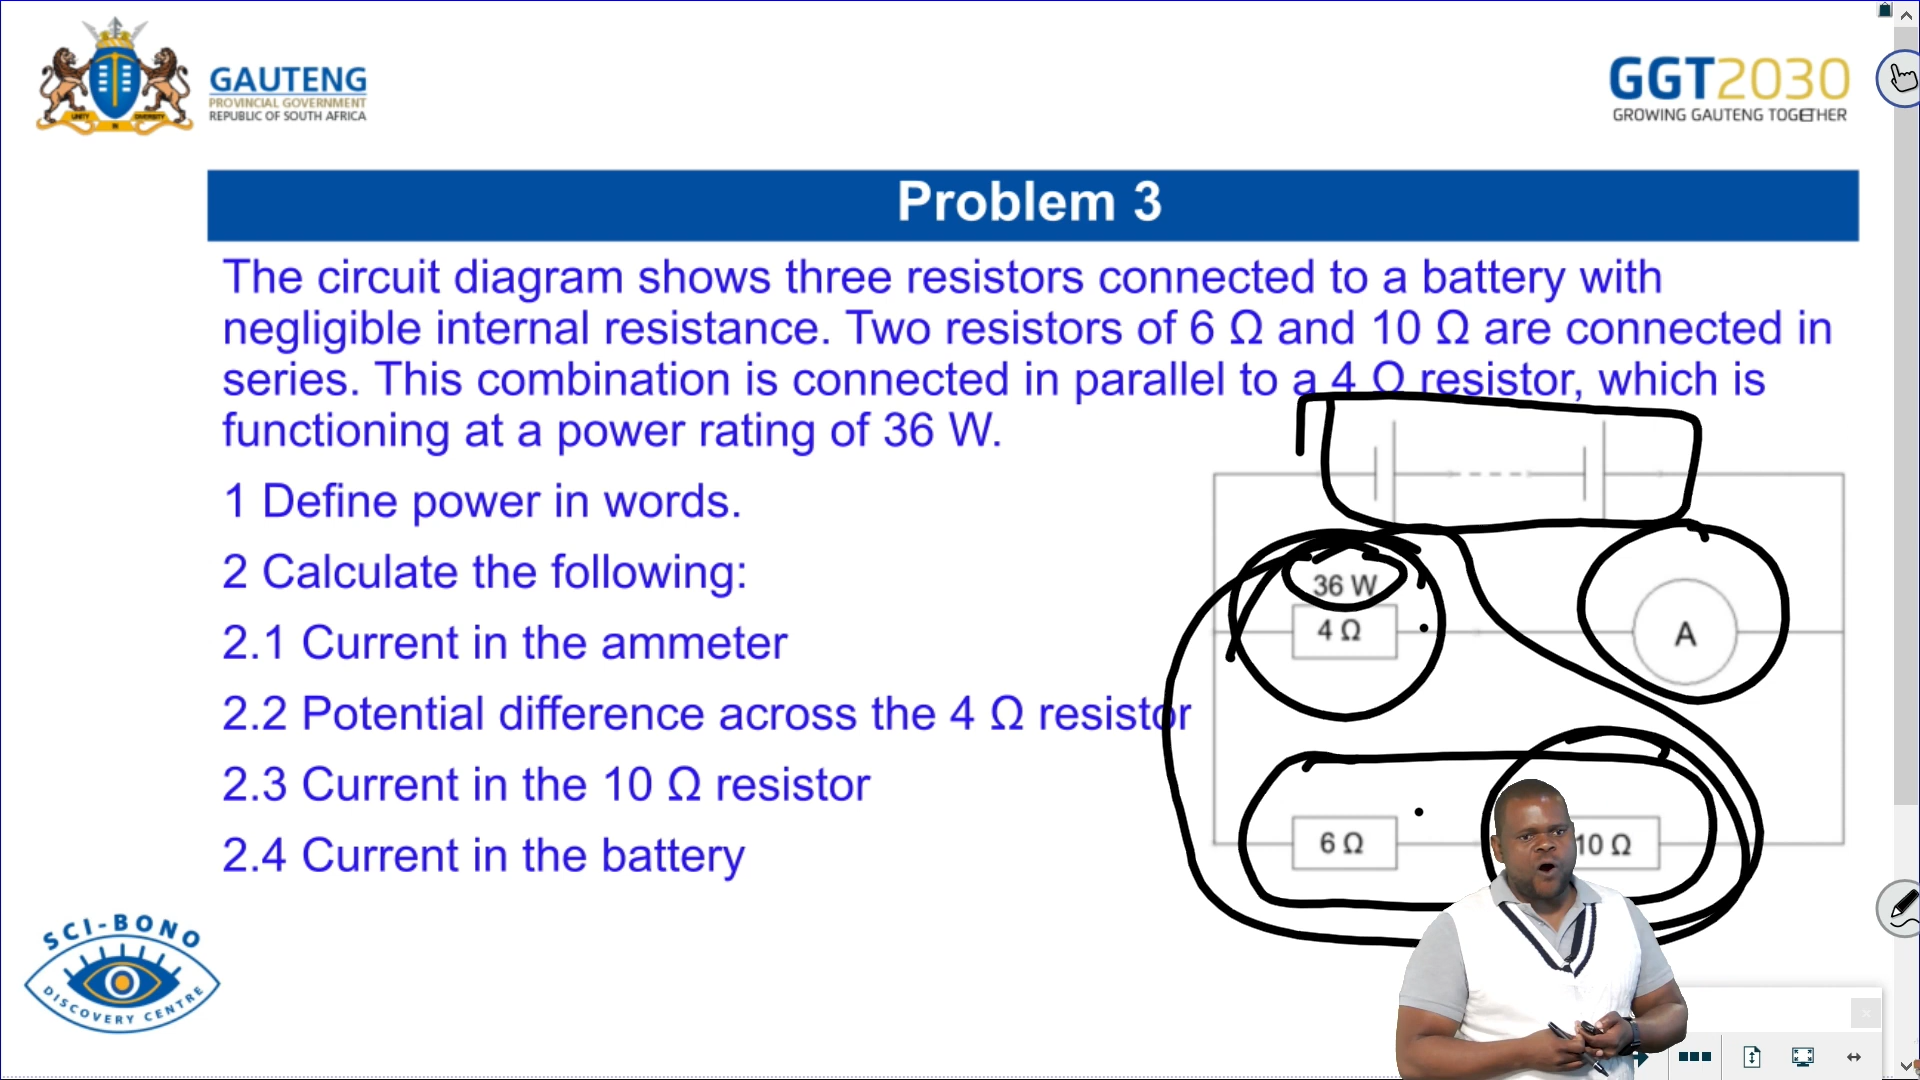 GAUTENG
PROVINCIAL GOVERNMENT
REPUBLIC OF SOUTH AFRICA
UNITY IN DIVERSITY
GGT2030
GROWING GAUTENG TOGETHER
Problem 3
The circuit diagram shows three resistors connected to a battery with
negligible internal resistance. Two resistors of 6 Ω and 10 Ω are connected in
series. This combination is connected in parallel to a 4 Ω resistor, which is
functioning at a power rating of 36 W.
1 Define power in words.
2 Calculate the following:
2.1 Current in the ammeter
2.2 Potential difference across the 4 Ω resistor
2.3 Current in the 10 Ω resistor
2.4 Current in the battery
36 W
4 Ω
A
6 Ω
10 Ω
SCI-BONO
DISCOVERY CENTRE